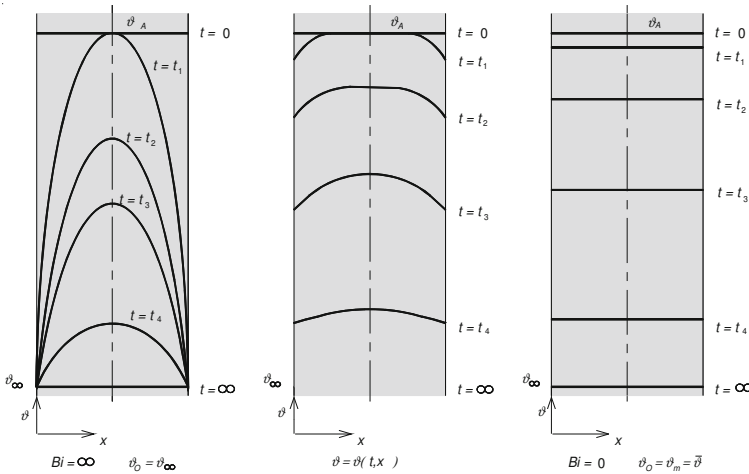 ϑ A
t = 0
t = t1
t = t2
t = t3
t = t4
ϑ∞
t = ∞
ϑ
x
Bi = ∞ ϑO = ϑ∞
ϑA
t = 0
t = t1
t = t2
t = t3
t = t4
ϑ∞
t = ∞
ϑ
x
ϑ = ϑ( t,x )
ϑA
t = 0
t = t1
t = t2
t = t3
t = t4
ϑ∞
t = ∞
ϑ
x
Bi = 0 ϑO = ϑm = ϑ̄